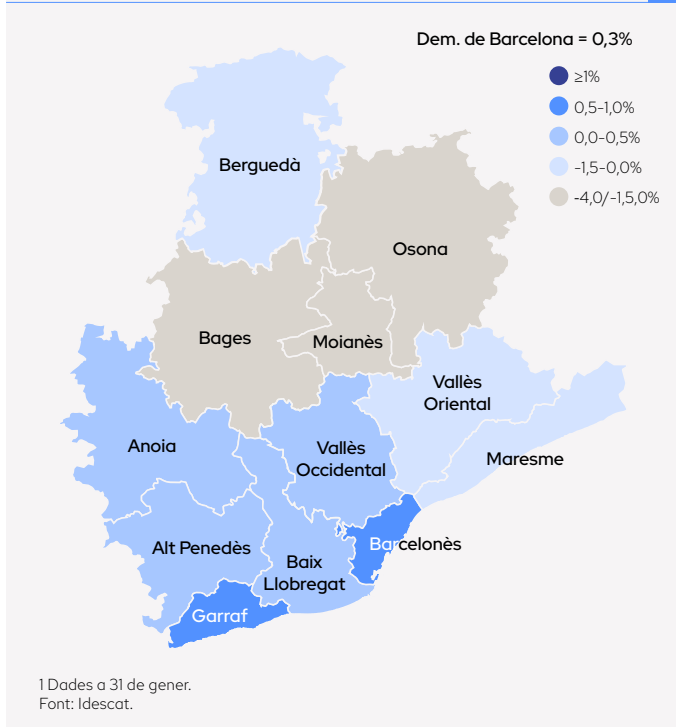 Dem. de Barcelona = 0,3%
≥1%
0,5-1,0%
0,0-0,5%
-1,5-0,0%
-4,0/-1,5,0%
Berguedà
Osona
Bages
Moianès
Vallès
Oriental
Anoia
Vallès
Occidental
Maresme
Alt Penedès
Baix
Llobregat
Barcelonès
Garraf
1 Dades a 31 de gener.
Font: Idescat.